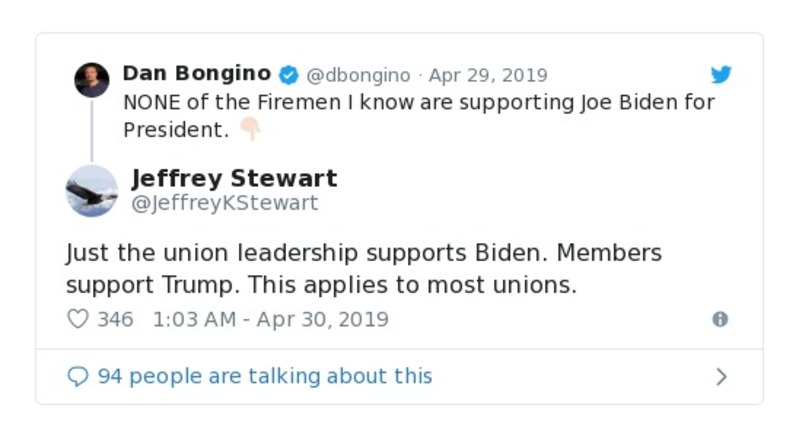 Dan Bongino @dbongino · Apr 29, 2019
NONE of the Firemen I know are supporting Joe Biden for
President. 👇🏻
Jeffrey Stewart
@JeffreyKStewart
Just the union leadership supports Biden. Members
support Trump. This applies to most unions.
346 1:03 AM - Apr 30, 2019
94 people are talking about this